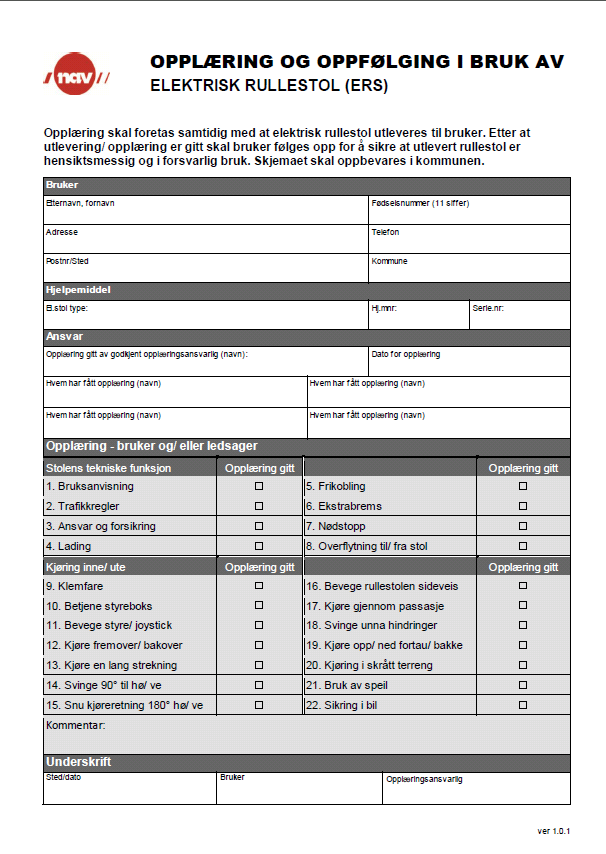 nav
OPPLÆRING OG OPPFØLGING I BRUK AV
ELEKTRISK RULLESTOL (ERS)
Opplæring skal foretas samtidig med at elektrisk rullestol utleveres til bruker. Etter at
utlevering/ opplæring er gitt skal bruker følges opp for å sikre at utlevert rullestol er
hensiktsmessig og i forsvarlig bruk. Skjemaet skal oppbevares i kommunen.
Bruker
Etternavn, fornavn
Fødselsnummer (11 siffer)
Adresse
Telefon
Postnr/Sted
Kommune
Hjelpemiddel
El.stol type:
Hj.mnr:
Serie.nr:
Ansvar
Opplæring gitt av godkjent opplæringsansvarlig (navn):
Dato for opplæring
Hvem har fått opplæring (navn)
Hvem har fått opplæring (navn)
Hvem har fått opplæring (navn)
Hvem har fått opplæring (navn)
Opplæring - bruker og/ eller ledsager
Stolens tekniske funksjon
Opplæring gitt
Opplæring gitt
1. Bruksanvisning
5. Frikobling
2. Trafikkregler
6. Ekstrabrems
3. Ansvar og forsikring
7. Nødstopp
4. Lading
8. Overflytning til/ fra stol
Kjøring inne/ ute
Opplæring gitt
Opplæring gitt
9. Klemfare
16. Bevege rullestolen sideveis
10. Betjene styreboks
17. Kjøre gjennom passasje
11. Bevege styre/ joystick
18. Svinge unna hindringer
12. Kjøre fremover/ bakover
19. Kjøre opp/ ned fortau/ bakke
13. Kjøre en lang strekning
20. Kjøring i skrått terreng
14. Svinge 90° til hø/ ve
21. Bruk av speil
15. Snu kjøreretning 180° hø/ ve
22. Sikring i bil
Kommentar:
Underskrift
Sted/dato
Bruker
Opplæringsansvarlig
ver 1.0.1